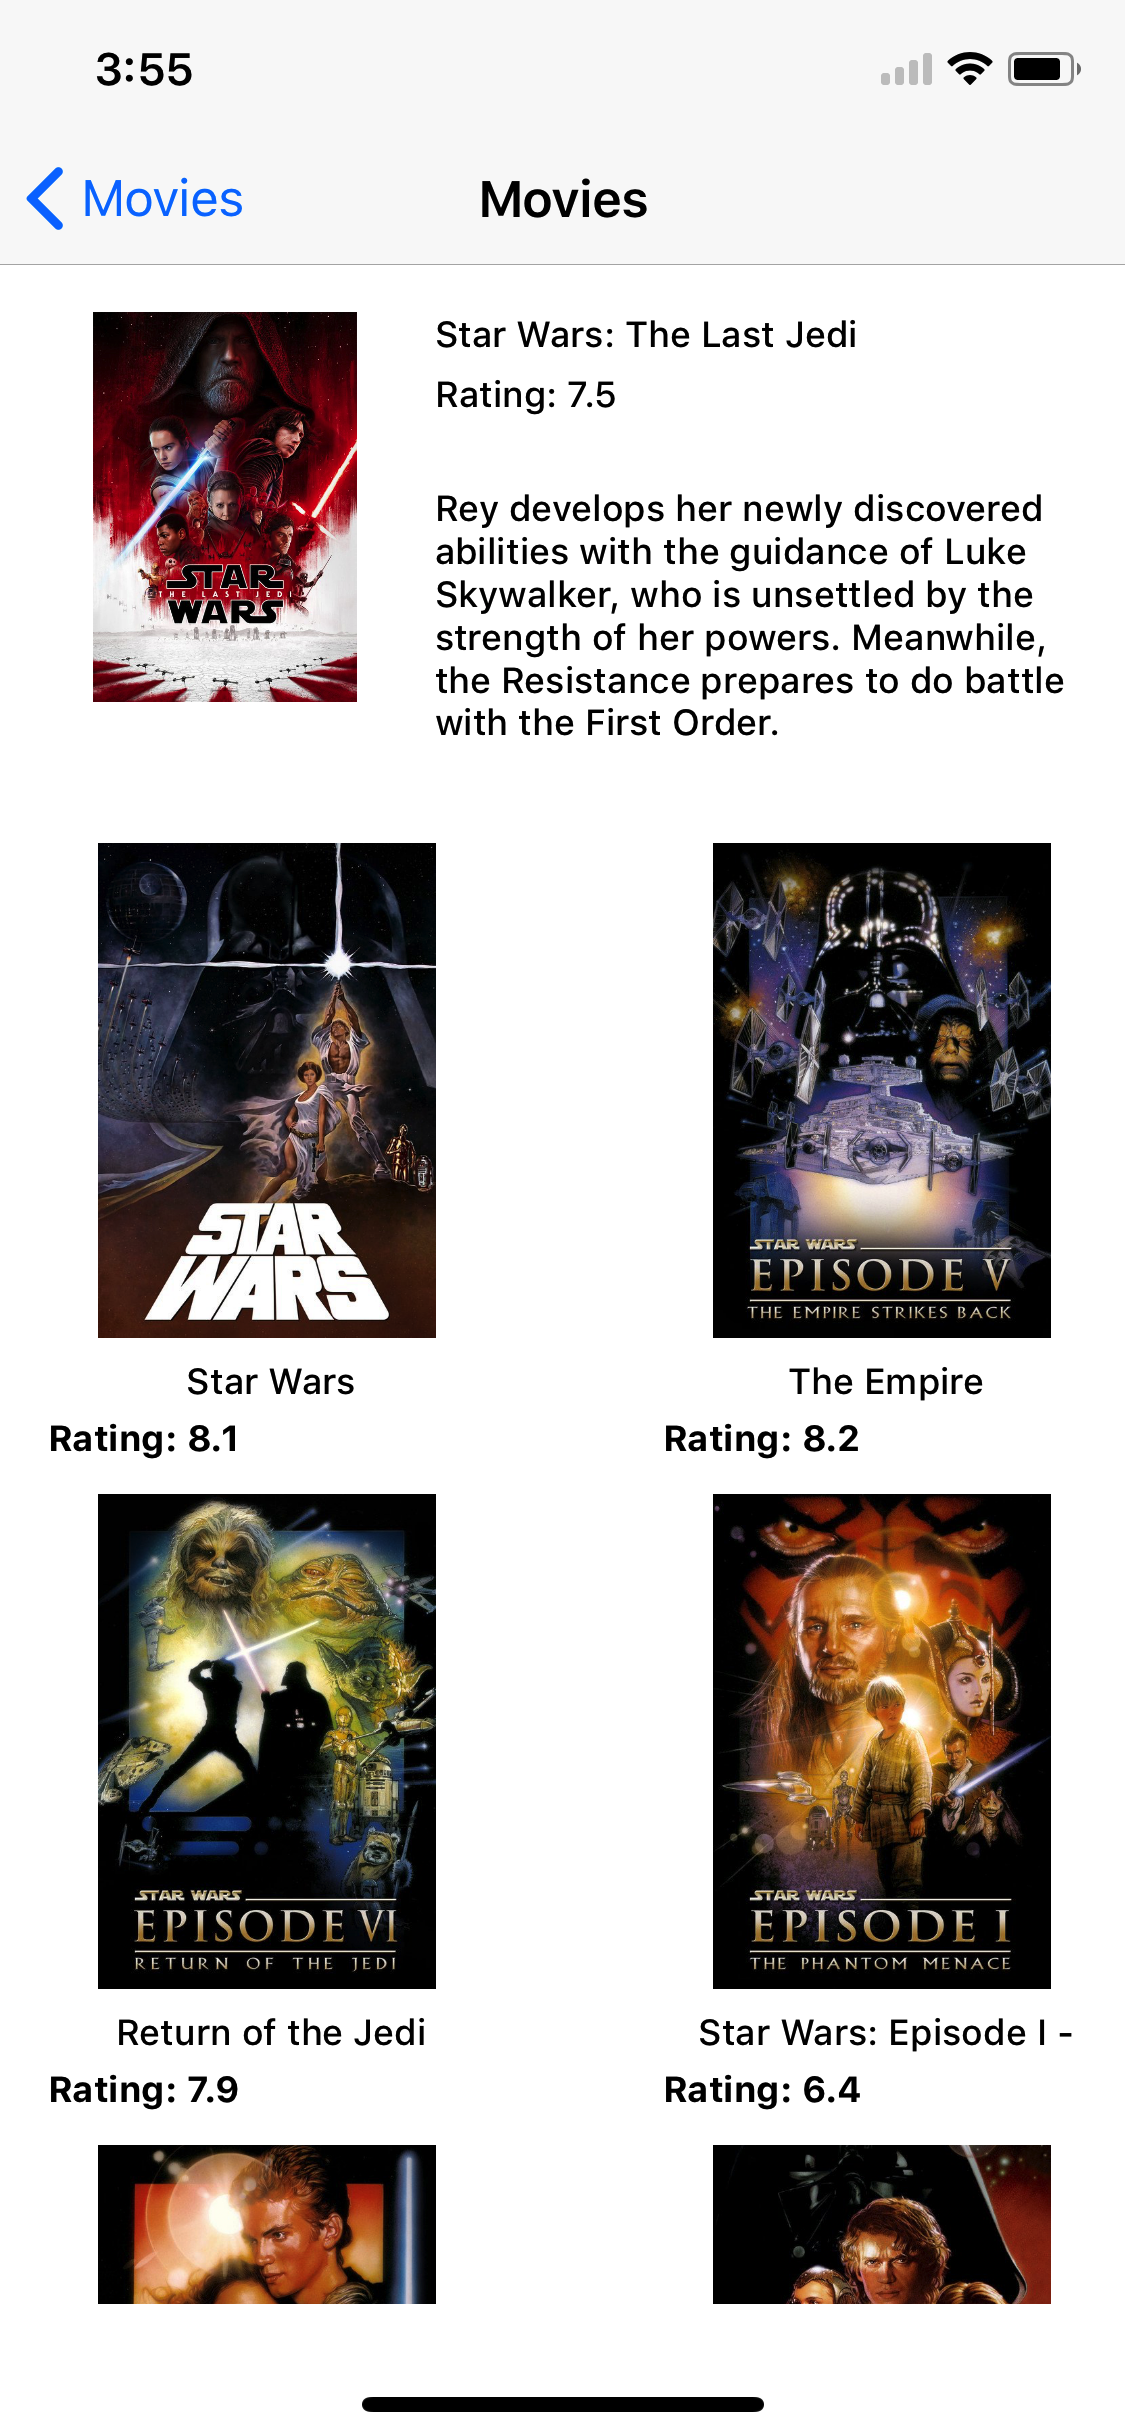 3:55
Movies
Movies
STAR
THE LAST JEDI
WARS
Star Wars: The Last Jedi
Rating: 7.5
Rey develops her newly discovered
abilities with the guidance of Luke
Skywalker, who is unsettled by the
strength of her powers. Meanwhile,
the Resistance prepares to do battle
with the First Order.
STAR
WARS
Star Wars
Rating: 8.1
STAR WARS
EPISODE V
THE EMPIRE STRIKES BACK
The Empire
Rating: 8.2
STAR WARS
EPISODE VI
RETURN OF THE JEDI
Return of the Jedi
Rating: 7.9
STAR WARS
EPISODE I
THE PHANTOM MENACE
Star Wars: Episode I -
Rating: 6.4